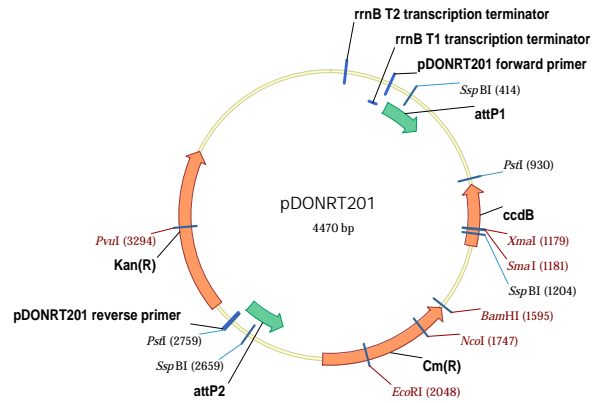 rrnB T2 transcription terminator
rrnB T1 transcription terminator
pDONRT201 forward primer
SspBI (414)
attP1
PstI (930)
pDONRT201
4470 bp
ccdB
PvuI (3294)
Kan(R)
XmaI (1179)
SmaI (1181)
SspBI (1204)
pDONRT201 reverse primer
BamHI (1595)
PstI (2759)
NcoI (1747)
SspBI (2659)
Cm(R)
attP2
EcoRI (2048)